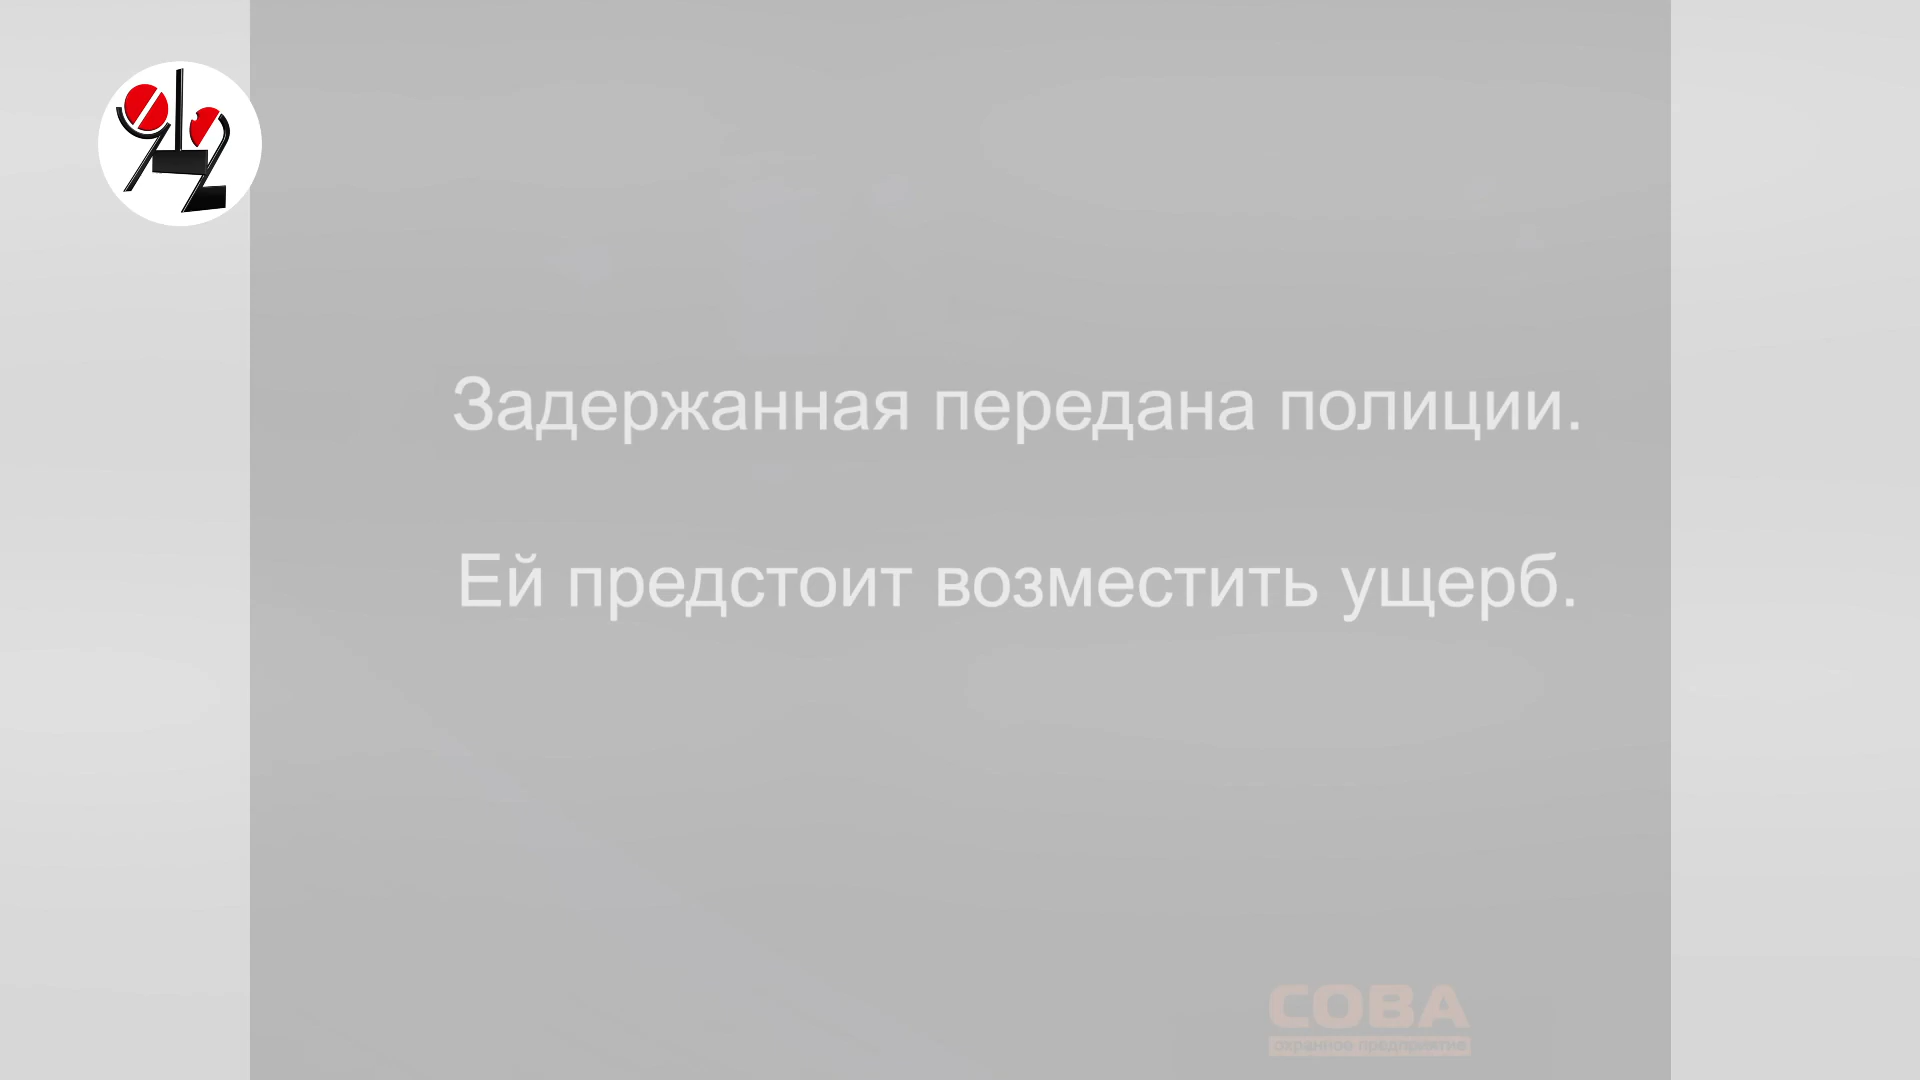 Задержанная передана полиции.
Ей предстоит возместить ущерб.
СОВА
охранное предприятие